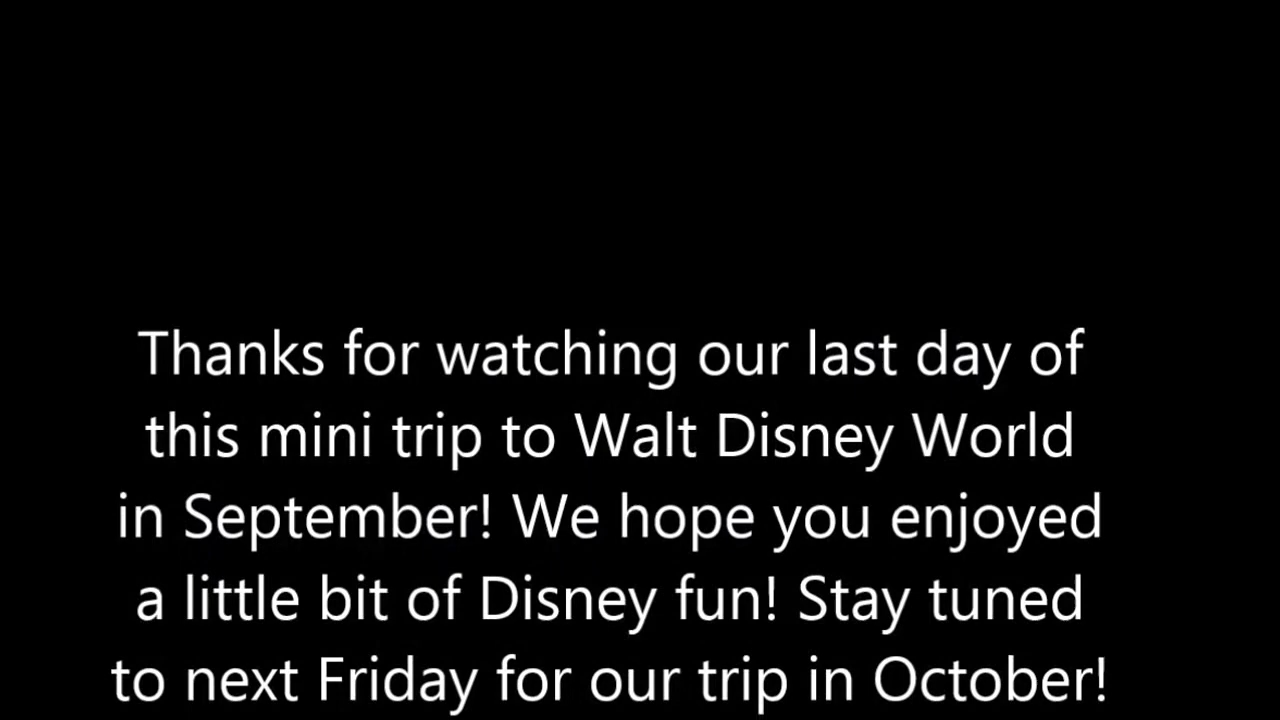 Thanks for watching our last day of
this mini trip to Walt Disney World
in September! We hope you enjoyed
a little bit of Disney fun! Stay tuned
to next Friday for our trip in October!